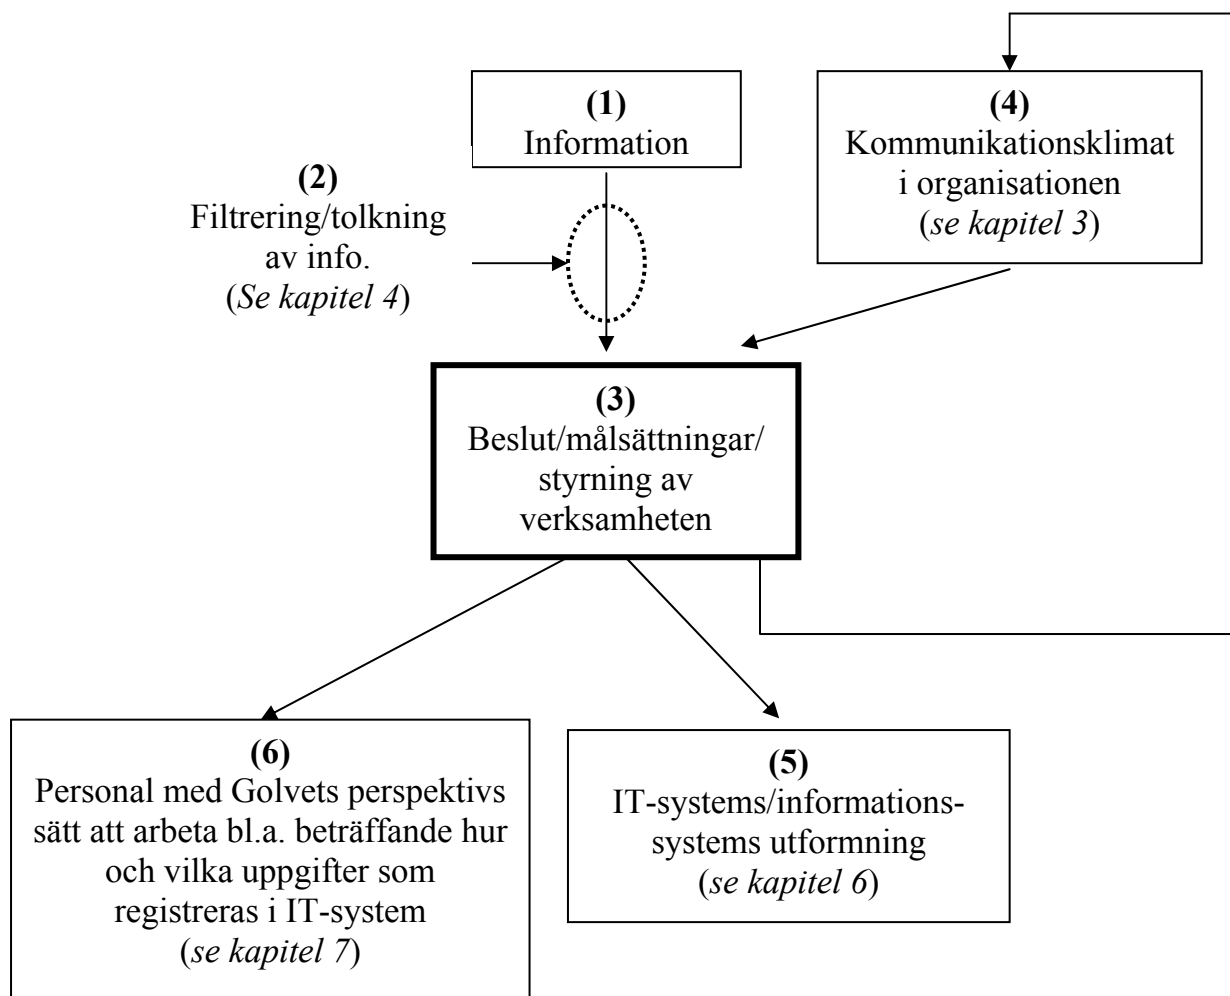 (1)
Information
(2)
Filtrering/tolkning
av info.
(Se kapitel 4)
(4)
Kommunikationsklimat
i organisationen
(se kapitel 3)
(3)
Beslut/målsättningar/
styrning av
verksamheten
(6)
Personal med Golvets perspektivs
sätt att arbeta bl.a. beträffande hur
och vilka uppgifter som
registreras i IT-system
(se kapitel 7)
(5)
IT-systems/informations-
systems utformning
(se kapitel 6)